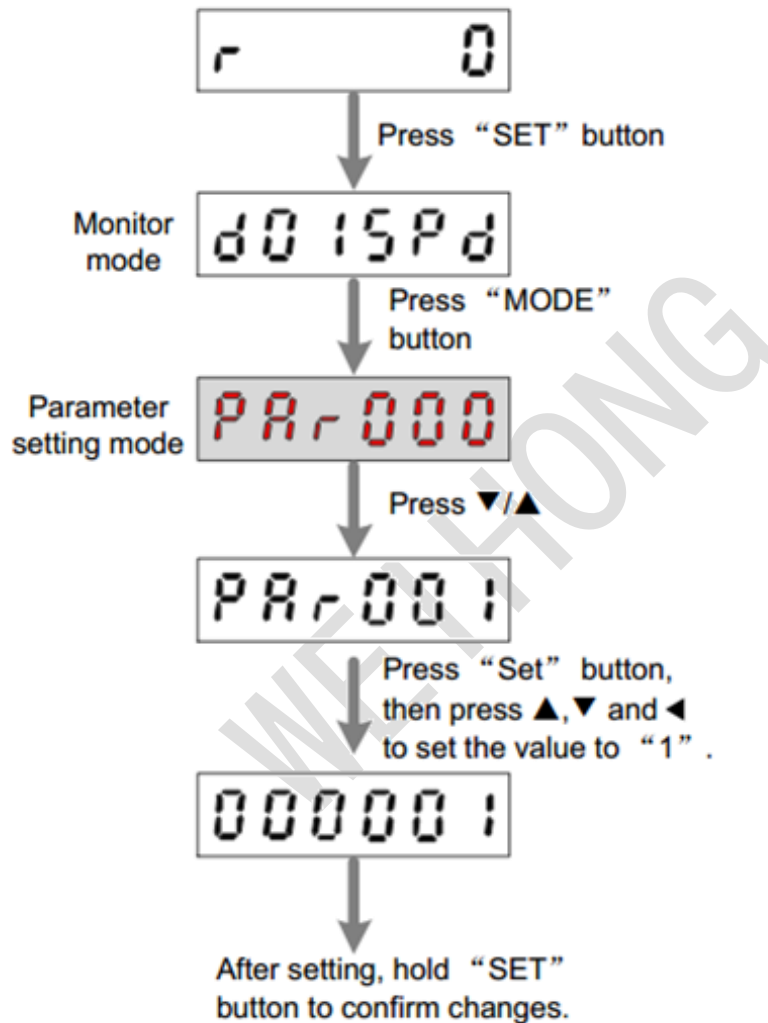 r 0
Press “SET” button
Monitor
mode
d01SPd
Press “MODE”
button
Parameter
setting mode
PAr000
Press ▼/▲
PAr001
Press “Set” button,
then press ▲,▼ and ◀
to set the value to “1”.
000001
After setting, hold “SET”
button to confirm changes.
WEIHONG